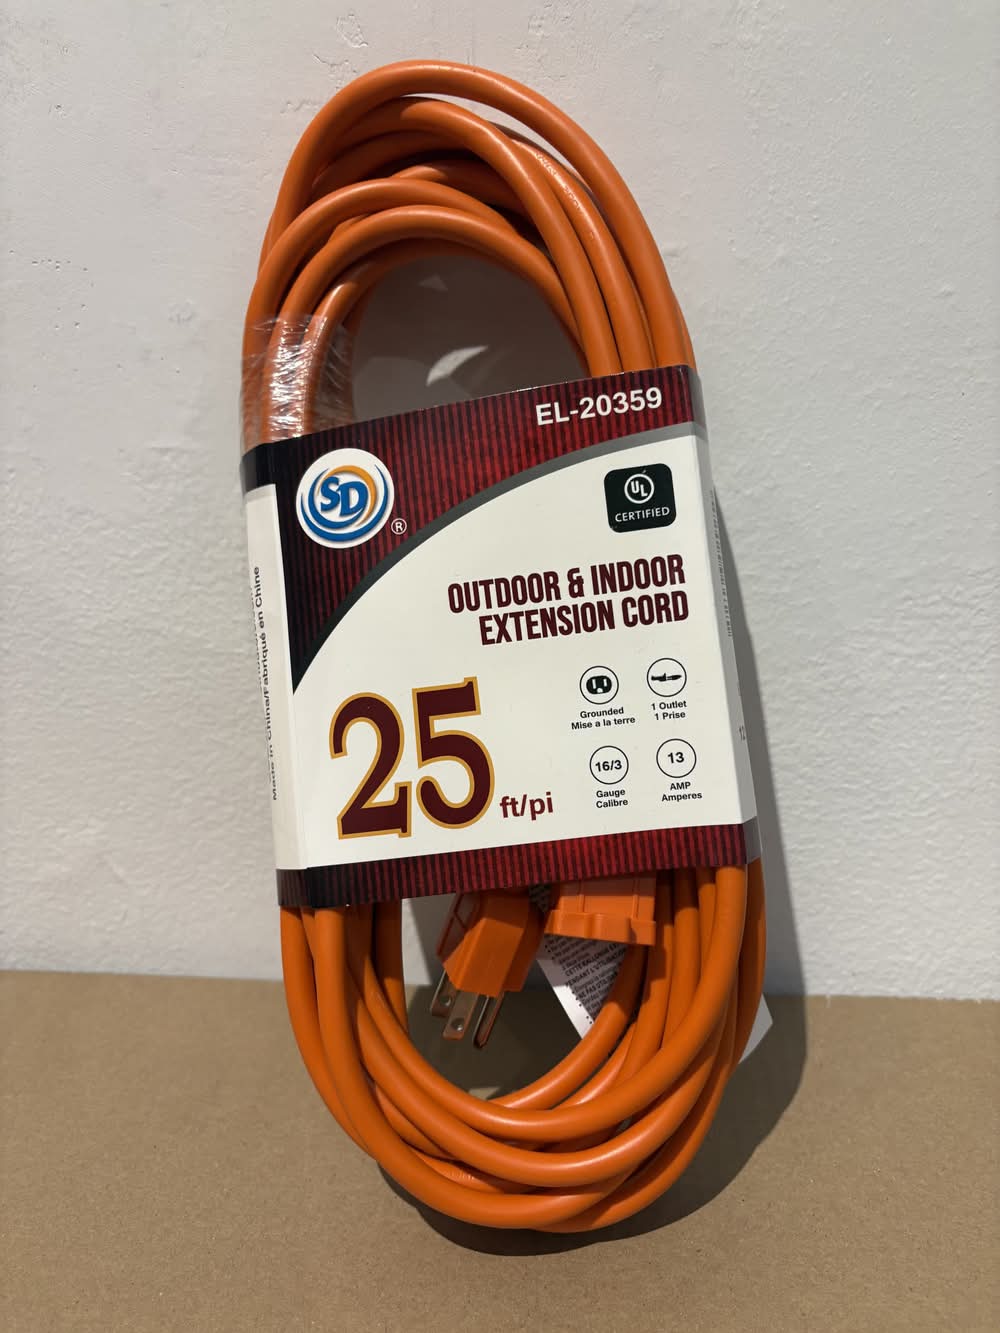 EL-20359
SD
®
UL
CERTIFIED
OUTDOOR & INDOOR
EXTENSION CORD
25 ft/pi
Grounded
Mise a la terre
1 Outlet
1 Prise
16/3
Gauge
Calibre
13
AMP
Amperes
Made in China/Fabriqué en Chine